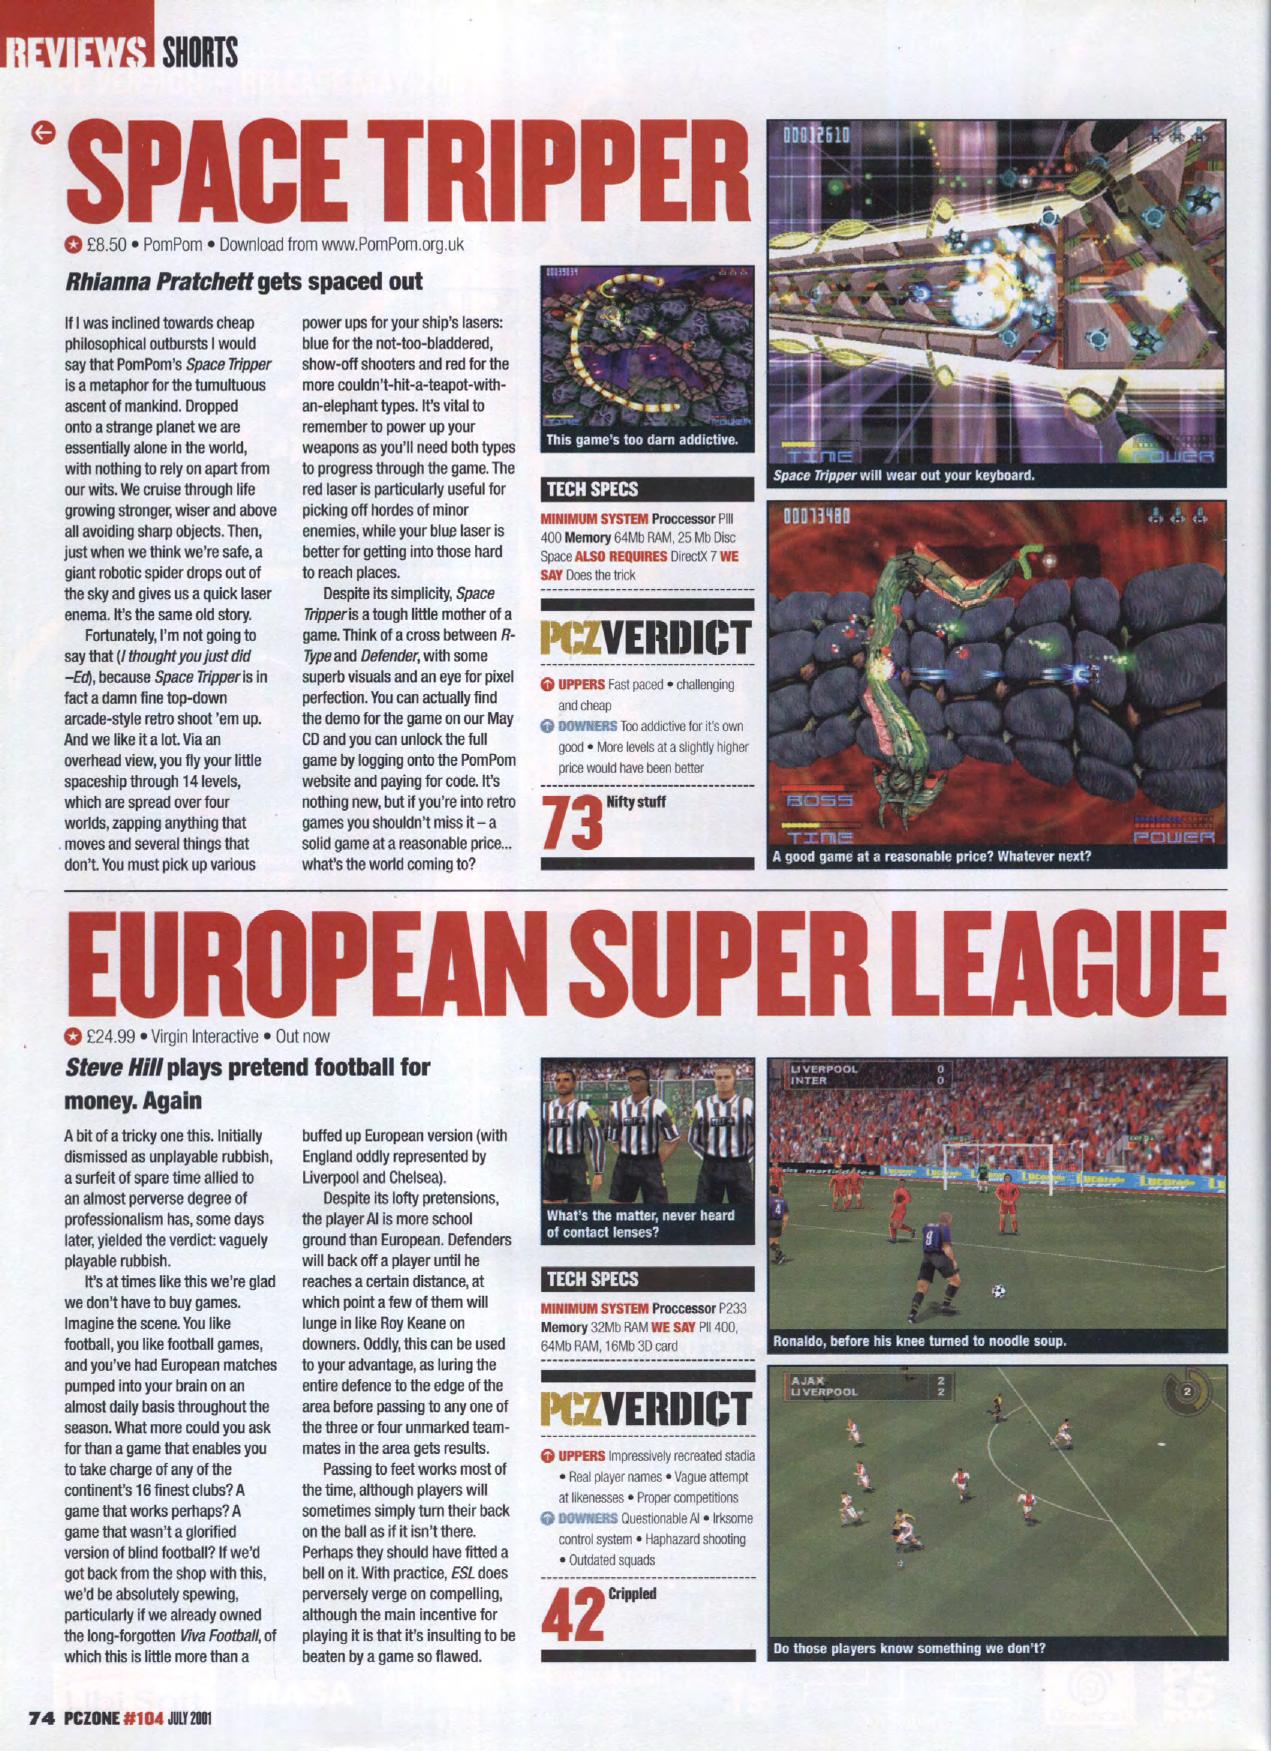 REVIEWS SHORTS
SPACE TRIPPER
£8.50 • PomPom • Download from www.PomPom.org.uk
Rhianna Pratchett gets spaced out
If I was inclined towards cheap
philosophical outbursts I would
say that PomPom's Space Tripper
is a metaphor for the tumultuous
ascent of mankind. Dropped
onto a strange planet we are
essentially alone in the world,
with nothing to rely on apart from
our wits. We cruise through life
growing stronger, wiser and above
all avoiding sharp objects. Then,
just when we think we're safe, a
giant robotic spider drops out of
the sky and gives us a quick laser
enema. It's the same old story.
Fortunately, I'm not going to
say that (I thought you just did
–Ed), because Space Tripper is in
fact a damn fine top-down
arcade-style retro shoot 'em up.
And we like it a lot. Via an
overhead view, you fly your little
spaceship through 14 levels,
which are spread over four
worlds, zapping anything that
moves and several things that
don't. You must pick up various
power ups for your ship's lasers:
blue for the not-too-bladdered,
show-off shooters and red for the
more couldn't-hit-a-teapot-with-
an-elephant types. It's vital to
remember to power up your
weapons as you'll need both types
to progress through the game. The
red laser is particularly useful for
picking off hordes of minor
enemies, while your blue laser is
better for getting into those hard
to reach places.
Despite its simplicity, Space
Tripper is a tough little mother of a
game. Think of a cross between R-
Type and Defender, with some
superb visuals and an eye for pixel
perfection. You can actually find
the demo for the game on our May
CD and you can unlock the full
game by logging onto the PomPom
website and paying for code. It's
nothing new, but if you're into retro
games you shouldn't miss it – a
solid game at a reasonable price...
what's the world coming to?
00039034
TIME POWER
This game's too darn addictive.
TECH SPECS
MINIMUM SYSTEM Proccessor PIII
400 Memory 64Mb RAM, 25 Mb Disc
Space ALSO REQUIRES DirectX 7 WE
SAY Does the trick
PCZVERDICT
UPPERS Fast paced • challenging
and cheap
DOWNERS Too addictive for it's own
good • More levels at a slightly higher
price would have been better
73 Nifty stuff
00012610
TIME POWER
Space Tripper will wear out your keyboard.
00073480
BOSS
TIME POWER
A good game at a reasonable price? Whatever next?
EUROPEAN SUPER LEAGUE
£24.99 • Virgin Interactive • Out now
Steve Hill plays pretend football for
money. Again
A bit of a tricky one this. Initially
dismissed as unplayable rubbish,
a surfeit of spare time allied to
an almost perverse degree of
professionalism has, some days
later, yielded the verdict: vaguely
playable rubbish.
It's at times like this we're glad
we don't have to buy games.
Imagine the scene. You like
football, you like football games,
and you've had European matches
pumped into your brain on an
almost daily basis throughout the
season. What more could you ask
for than a game that enables you
to take charge of any of the
continent's 16 finest clubs? A
game that works perhaps? A
game that wasn't a glorified
version of blind football? If we'd
got back from the shop with this,
we'd be absolutely spewing,
particularly if we already owned
the long-forgotten Viva Football, of
which this is little more than a
buffed up European version (with
England oddly represented by
Liverpool and Chelsea).
Despite its lofty pretensions,
the player AI is more school
ground than European. Defenders
will back off a player until he
reaches a certain distance, at
which point a few of them will
lunge in like Roy Keane on
downers. Oddly, this can be used
to your advantage, as luring the
entire defence to the edge of the
area before passing to any one of
the three or four unmarked team-
mates in the area gets results.
Passing to feet works most of
the time, although players will
sometimes simply turn their back
on the ball as if it isn't there.
Perhaps they should have fitted a
bell on it. With practice, ESL does
perversely verge on compelling,
although the main incentive for
playing it is that it's insulting to be
beaten by a game so flawed.
What's the matter, never heard
of contact lenses?
TECH SPECS
MINIMUM SYSTEM Proccessor P233
Memory 32Mb RAM WE SAY PII 400,
64Mb RAM, 16Mb 3D card
PCZVERDICT
UPPERS Impressively recreated stadia
• Real player names • Vague attempt
at likenesses • Proper competitions
DOWNERS Questionable AI • Irksome
control system • Haphazard shooting
• Outdated squads
42 Crippled
LIVERPOOL 0
INTER 0
Lucozade
9
4
Ronaldo, before his knee turned to noodle soup.
AJAX 2
LIVERPOOL 2
2
Do those players know something we don't?
74 PCZONE #104 JULY 2001